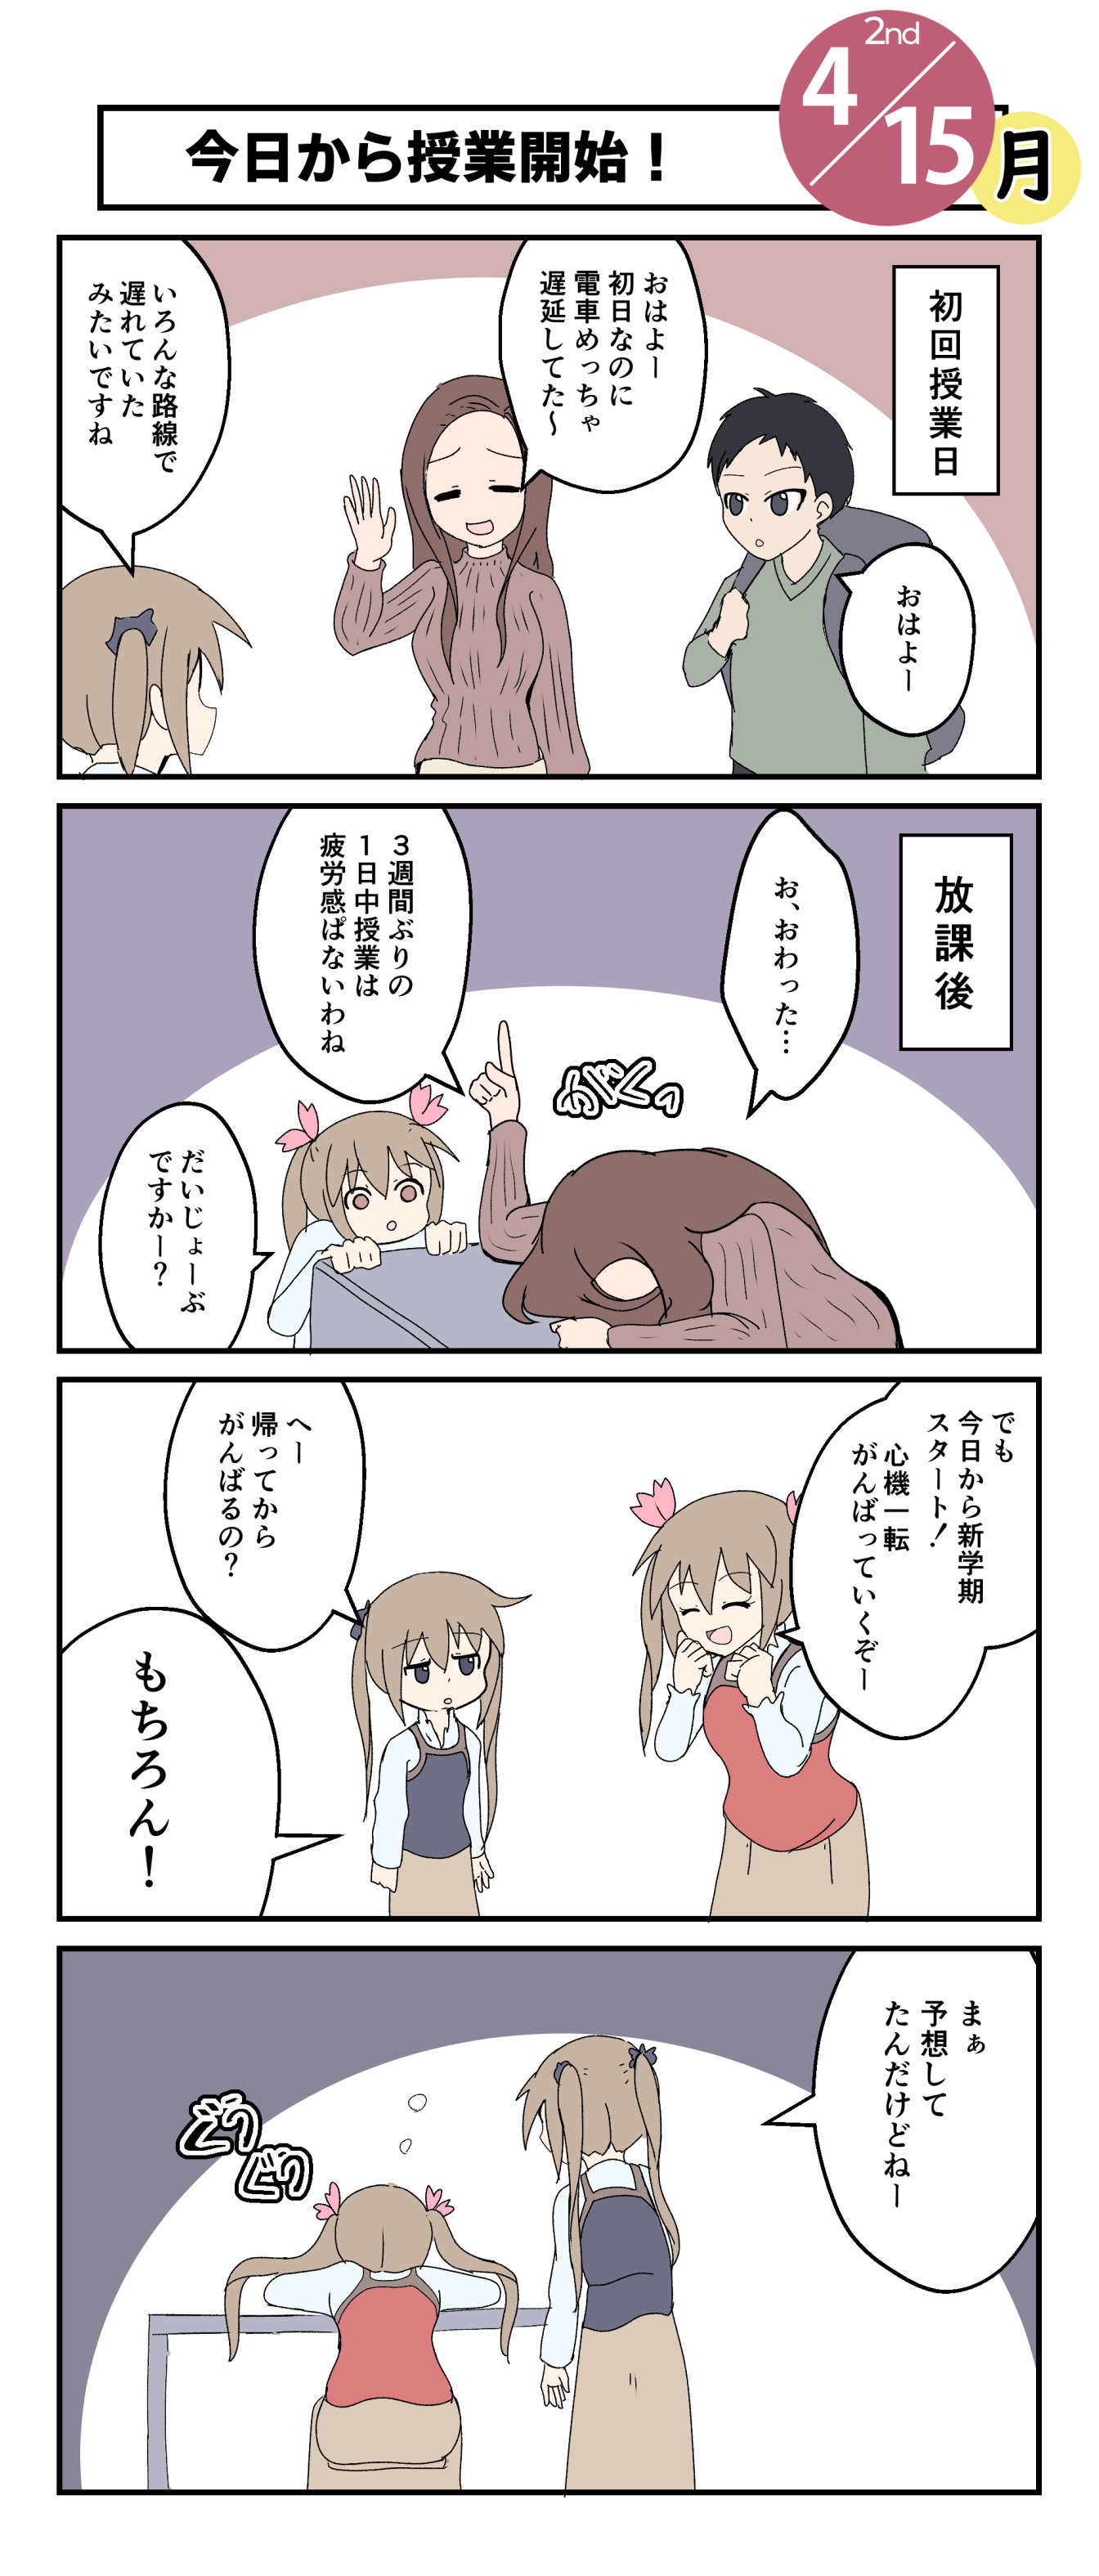 2nd
4/15
月
今日から授業開始！
初回授業日
おはよー
おはよー
初日なのに
電車めっちゃ
遅延してた〜
いろんな路線で
遅れていた
みたいですね
放課後
お、おわった…
がくっ
３週間ぶりの
１日中授業は
疲労感ぱないわね
だいじょーぶ
ですかー？
でも
今日から新学期
スタート！
心機一転
がんばっていくぞー
へー
帰ってから
がんばるの？
もちろん！
まぁ
予想して
たんだけどねー
ぐり
ぐり